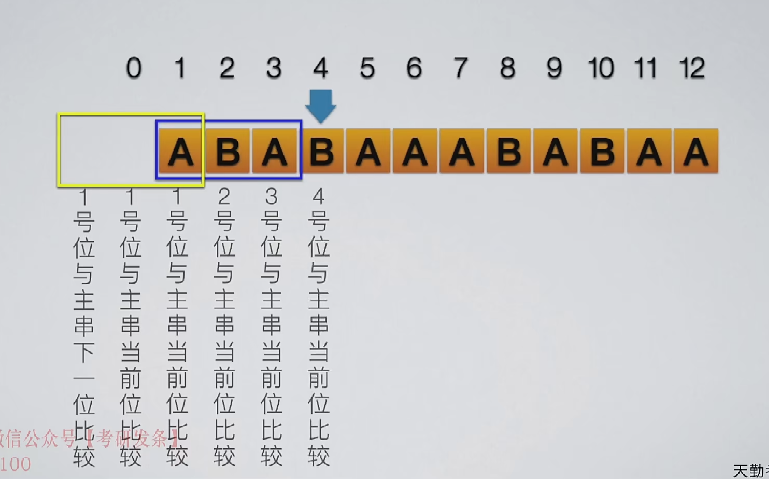 0 1 2 3 4 5 6 7 8 9 10 11 12
A B A B A A A B A B A A
1号位与主串下一位比较
1号位与主串当前位比较
1号位与主串当前位比较
2号位与主串当前位比较
3号位与主串当前位比较
4号位与主串当前位比较
信公众号【考研发条】
100
天勤